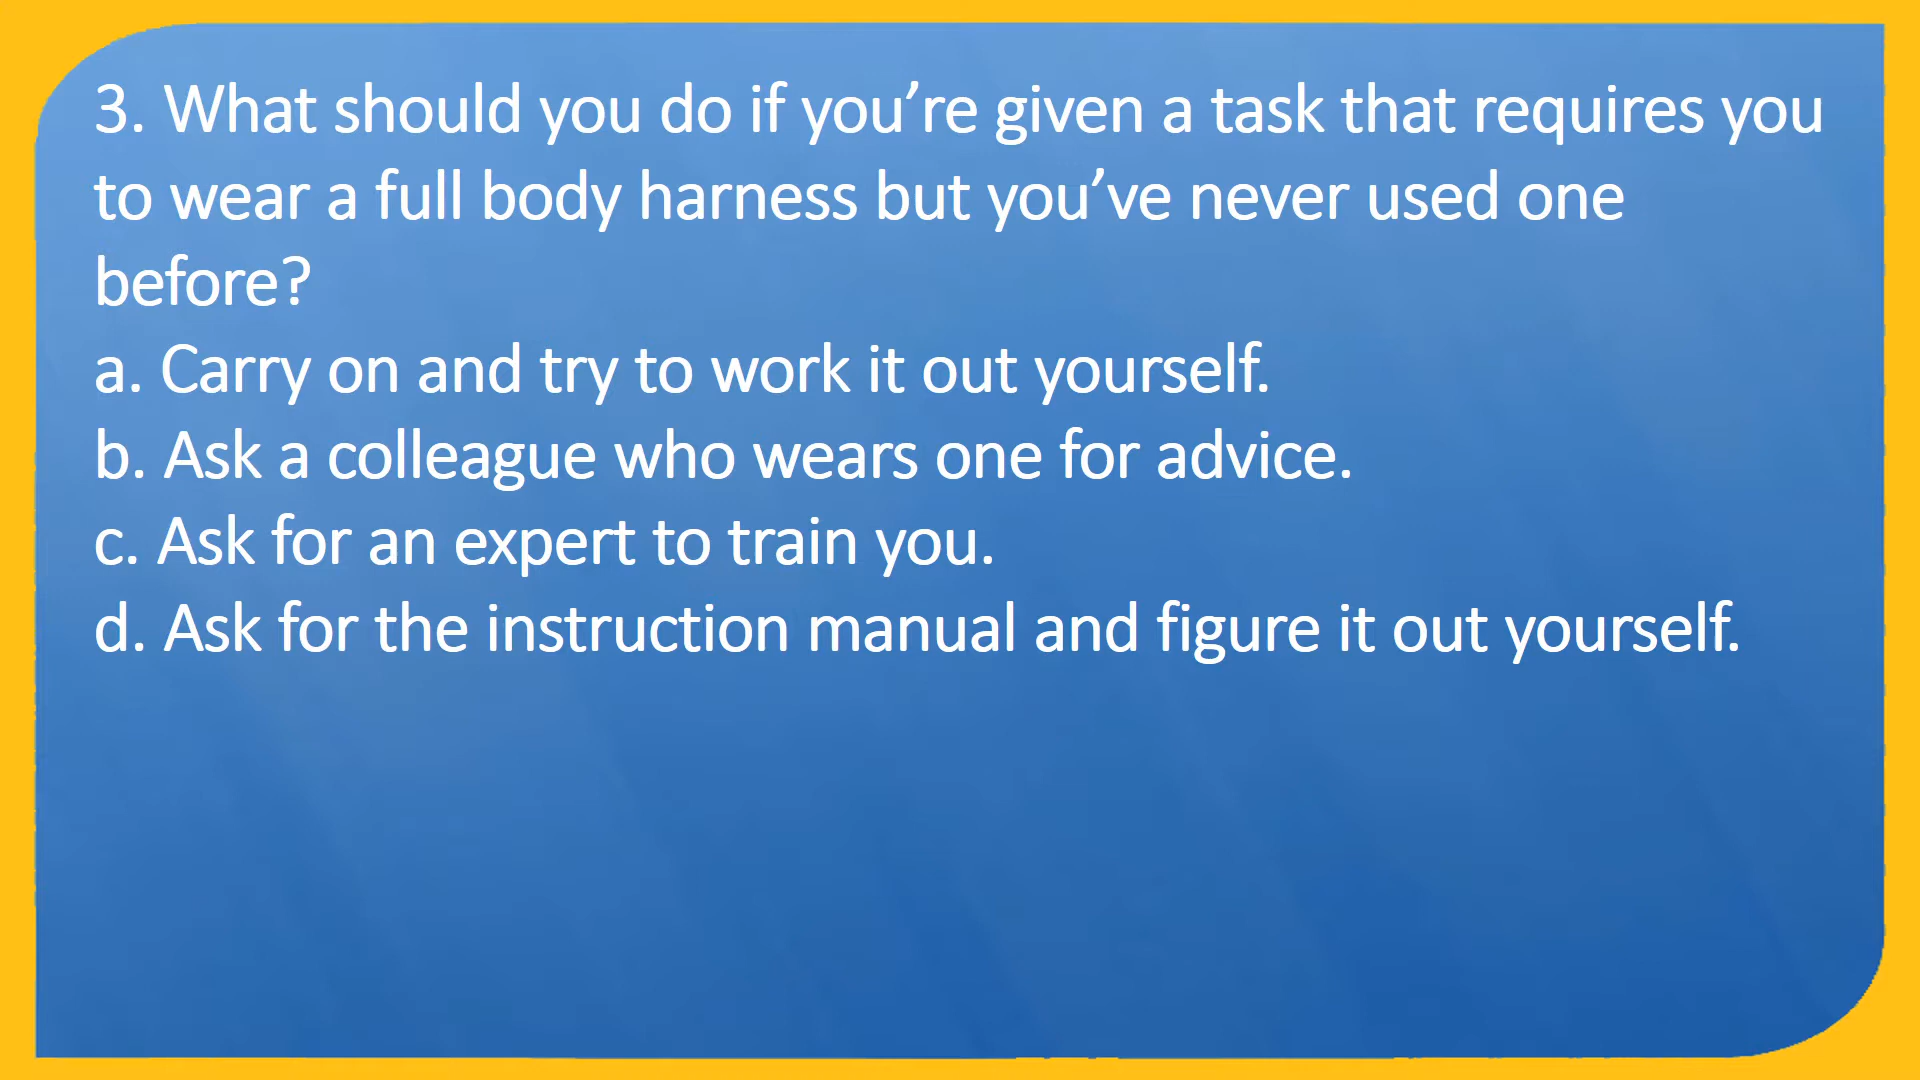 3. What should you do if you’re given a task that requires you
to wear a full body harness but you’ve never used one
before?
a. Carry on and try to work it out yourself.
b. Ask a colleague who wears one for advice.
c. Ask for an expert to train you.
d. Ask for the instruction manual and figure it out yourself.